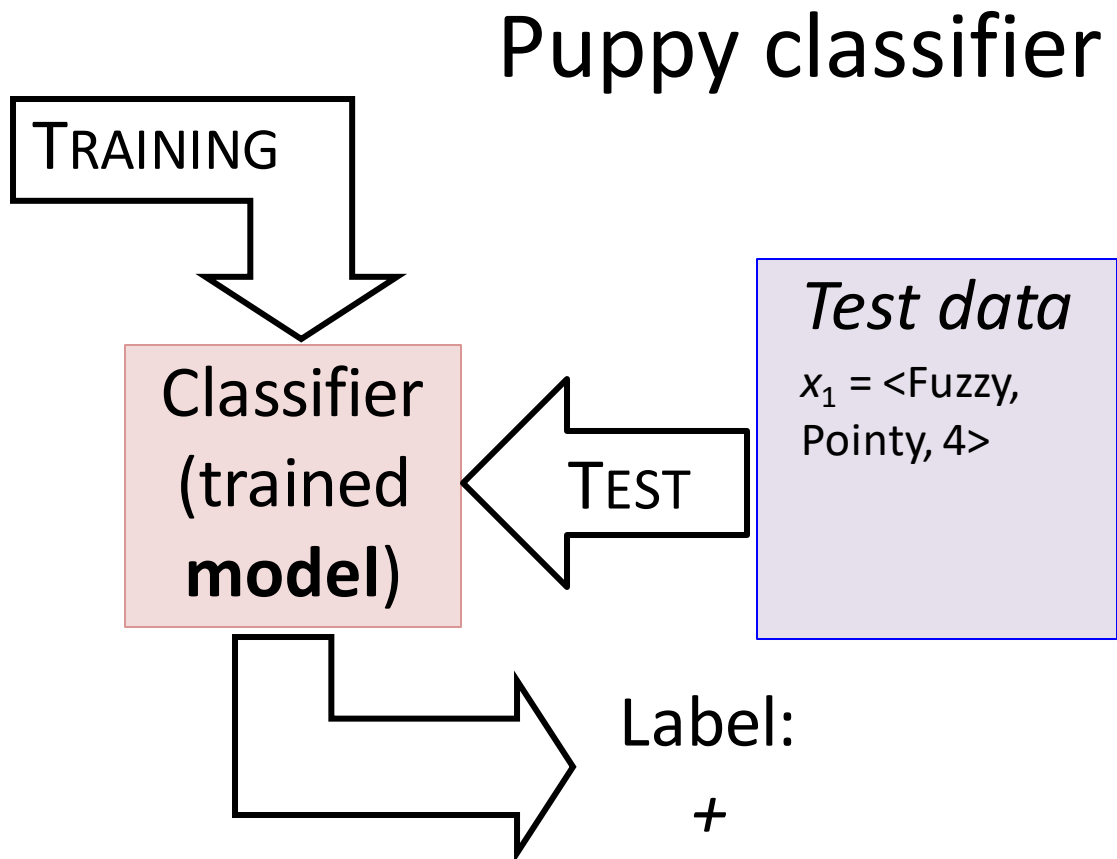 Puppy classifier
TRAINING
Classifier
(trained
model)
TEST
Test data
x₁ = <Fuzzy,
Pointy, 4>
Label:
+